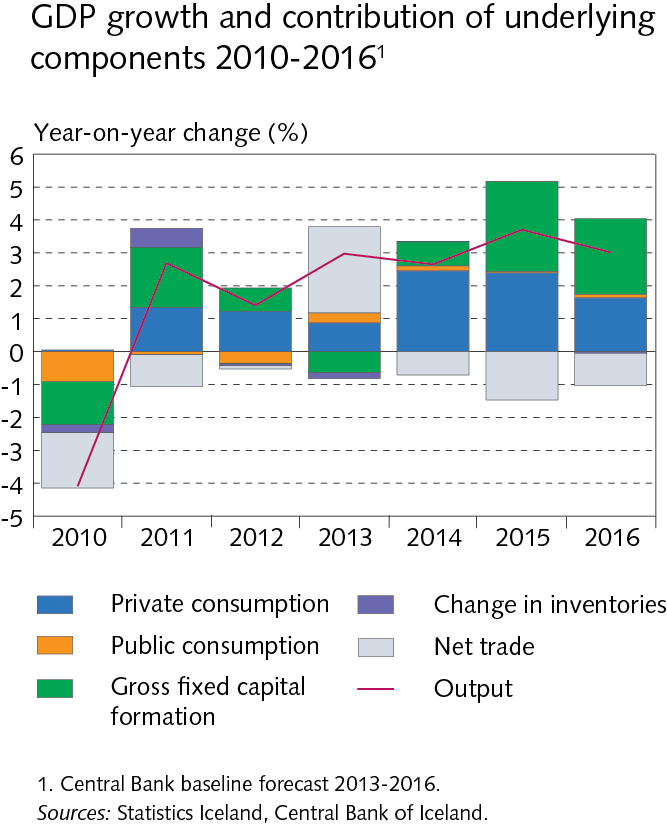 GDP growth and contribution of underlying
components 2010-2016¹
Year-on-year change (%)
6
5
4
3
2
1
0
-1
-2
-3
-4
-5
2010 2011 2012 2013 2014 2015 2016
Private consumption
Public consumption
Gross fixed capital
formation
Change in inventories
Net trade
Output
1. Central Bank baseline forecast 2013-2016.
Sources: Statistics Iceland, Central Bank of Iceland.